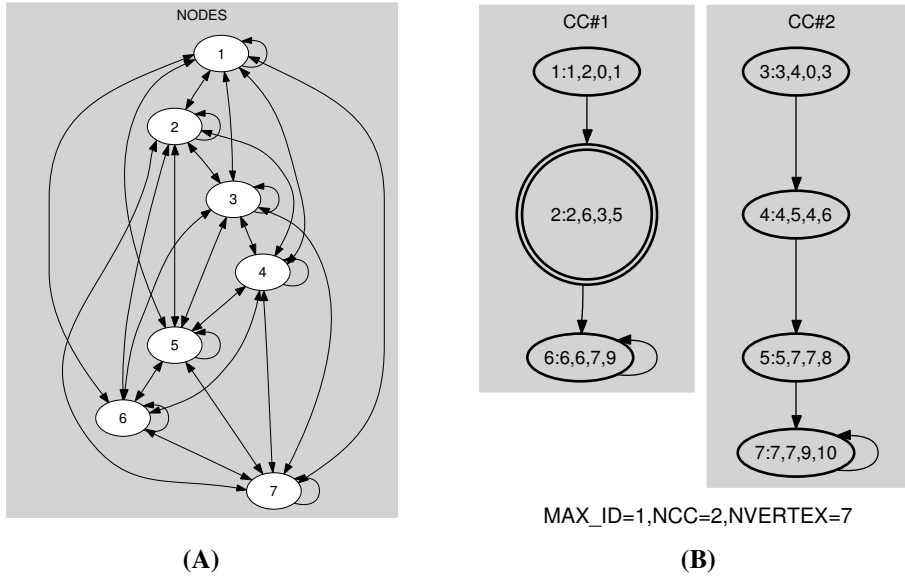 NODES
1
2
3
4
5
6
7
(A)
CC#1
1:1,2,0,1
2:2,6,3,5
6:6,6,7,9
CC#2
3:3,4,0,3
4:4,5,4,6
5:5,7,7,8
7:7,7,9,10
MAX_ID=1,NCC=2,NVERTEX=7
(B)